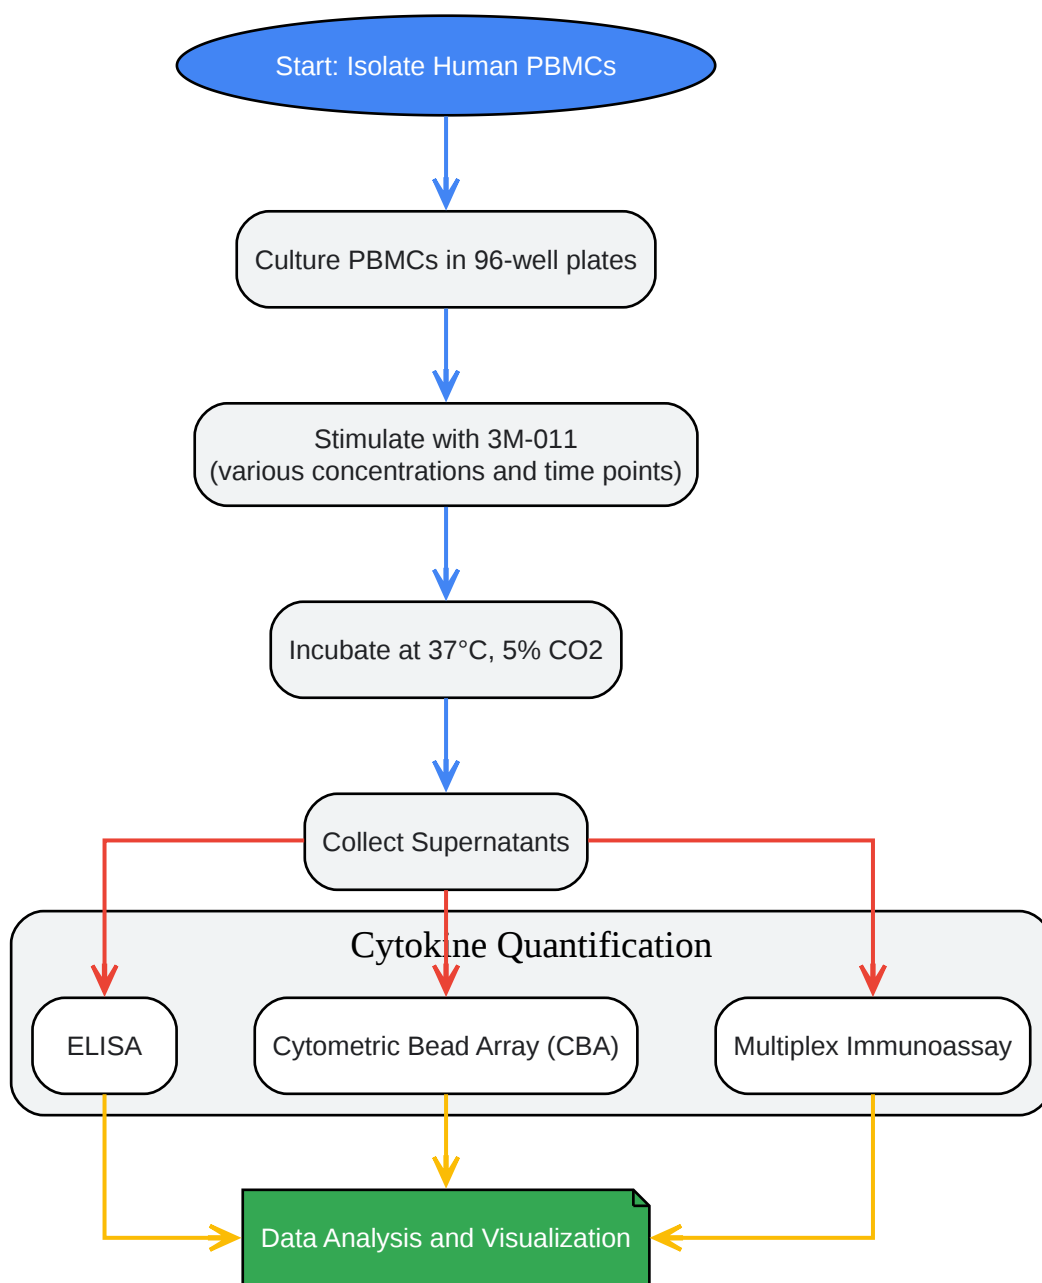 Start: Isolate Human PBMCs
Culture PBMCs in 96-well plates
Stimulate with 3M-011
(various concentrations and time points)
Incubate at 37°C, 5% CO2
Collect Supernatants
Cytokine Quantification
ELISA
Cytometric Bead Array (CBA)
Multiplex Immunoassay
Data Analysis and Visualization